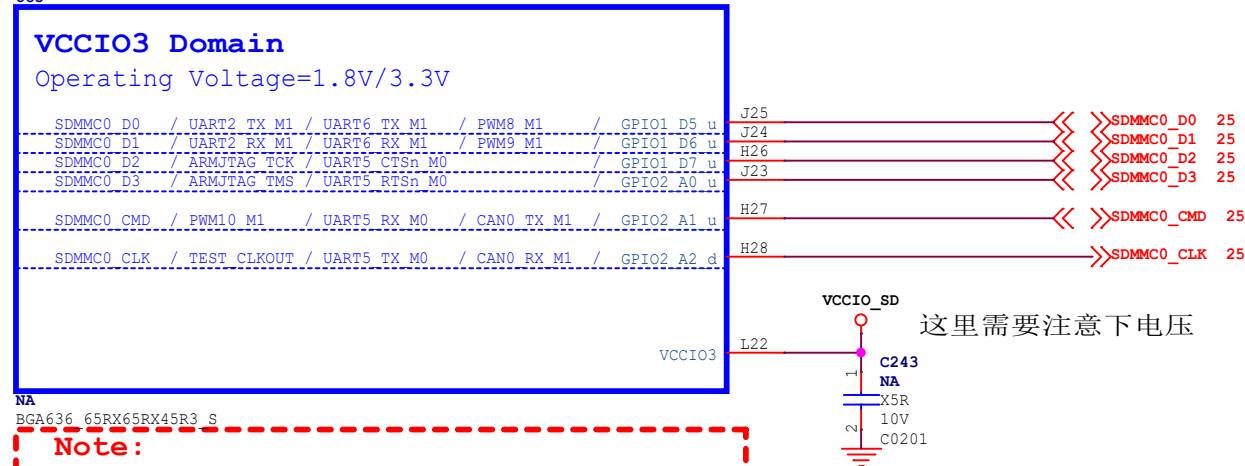 VCCIO3 Domain
Operating Voltage=1.8V/3.3V
SDMMC0_D0 / UART2_TX_M1 / UART6_TX_M1 / PWM8_M1 / GPIO1_D5_u J25 SDMMC0_D0 25
SDMMC0_D1 / UART2_RX_M1 / UART6_RX_M1 / PWM9_M1 / GPIO1_D6_u J24 SDMMC0_D1 25
SDMMC0_D2 / ARMJTAG_TCK / UART5_CTSn_M0 / GPIO1_D7_u H26 SDMMC0_D2 25
SDMMC0_D3 / ARMJTAG_TMS / UART5_RTSn_M0 / GPIO2_A0_u J23 SDMMC0_D3 25
SDMMC0_CMD / PWM10_M1 / UART5_RX_M0 / CAN0_TX_M1 / GPIO2_A1_u H27 SDMMC0_CMD 25
SDMMC0_CLK / TEST_CLKOUT / UART5_TX_M0 / CAN0_RX_M1 / GPIO2_A2_d H28 SDMMC0_CLK 25
VCCIO_SD
这里需要注意下电压
VCCIO3 L22
C243
1 NA
X5R
10V
2 C0201
NA
BGA636_65RX65RX45R3_S
Note: